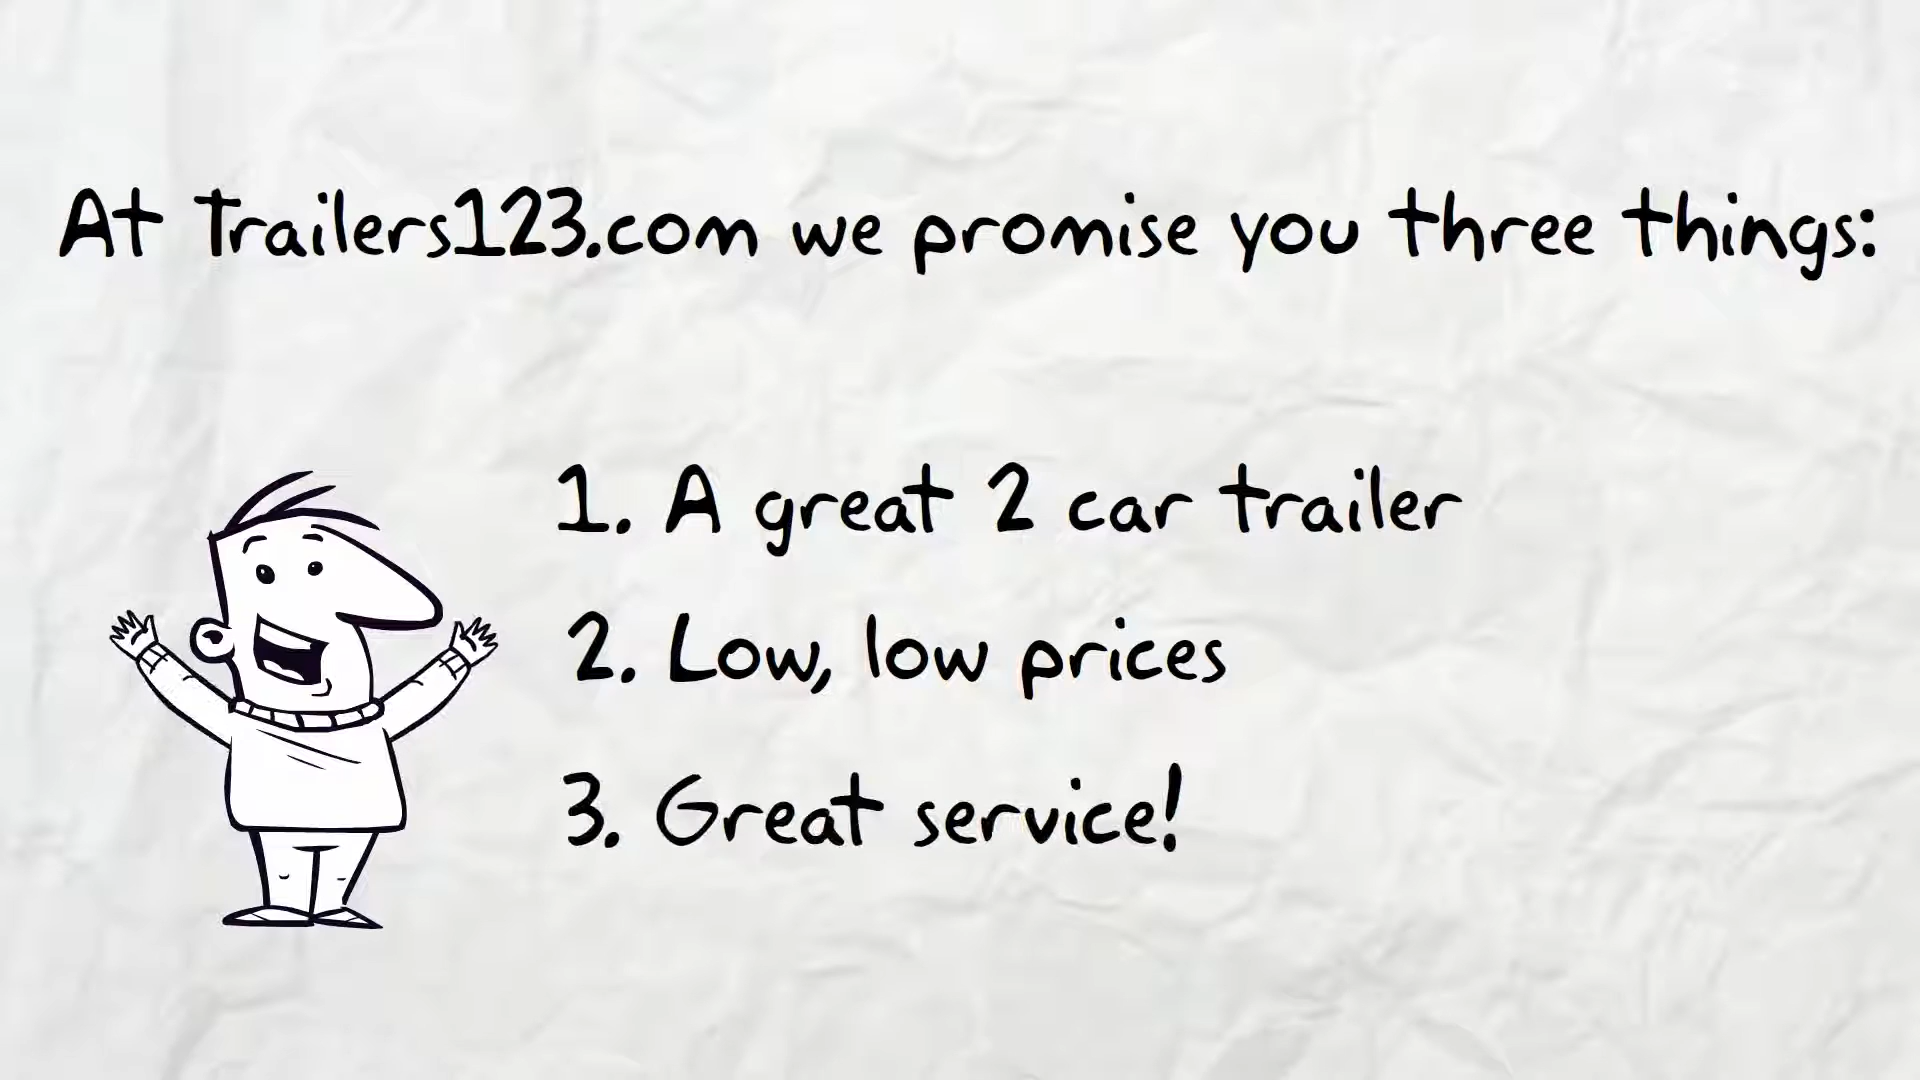 At Trailers123.com we promise you three things:
1. A great 2 car trailer
2. Low, low prices
3. Great service!